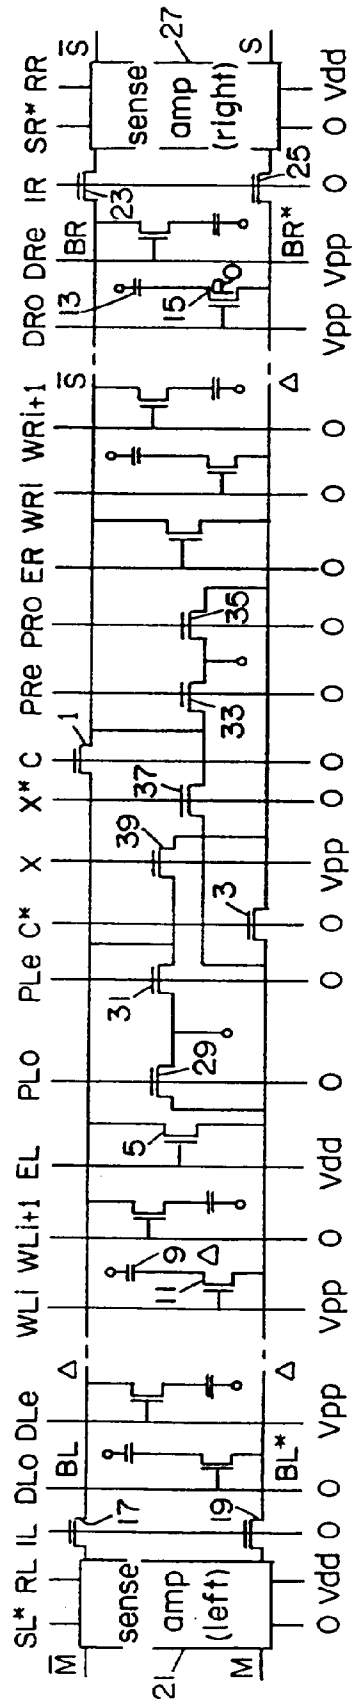 SL* RL IL DLO DLe WLi WLi+1 EL PLO PLe C* X X* C PRe PRO ER WRi WRi+1 DRO DRe IR SR* RR
M̅ 17 BL Δ 1 S̅ 13 BR 23 S̅
sense amp (left)
9 Δ 11 5 29 31 39 37 33 35 15 R₀
sense amp (right)
27
21 M 19 BL* Δ 3 Δ BR* 25 S
0 Vdd 0 0 Vpp Vpp 0 Vdd 0 0 0 Vpp 0 0 0 0 0 0 0 Vpp Vpp 0 0 Vdd